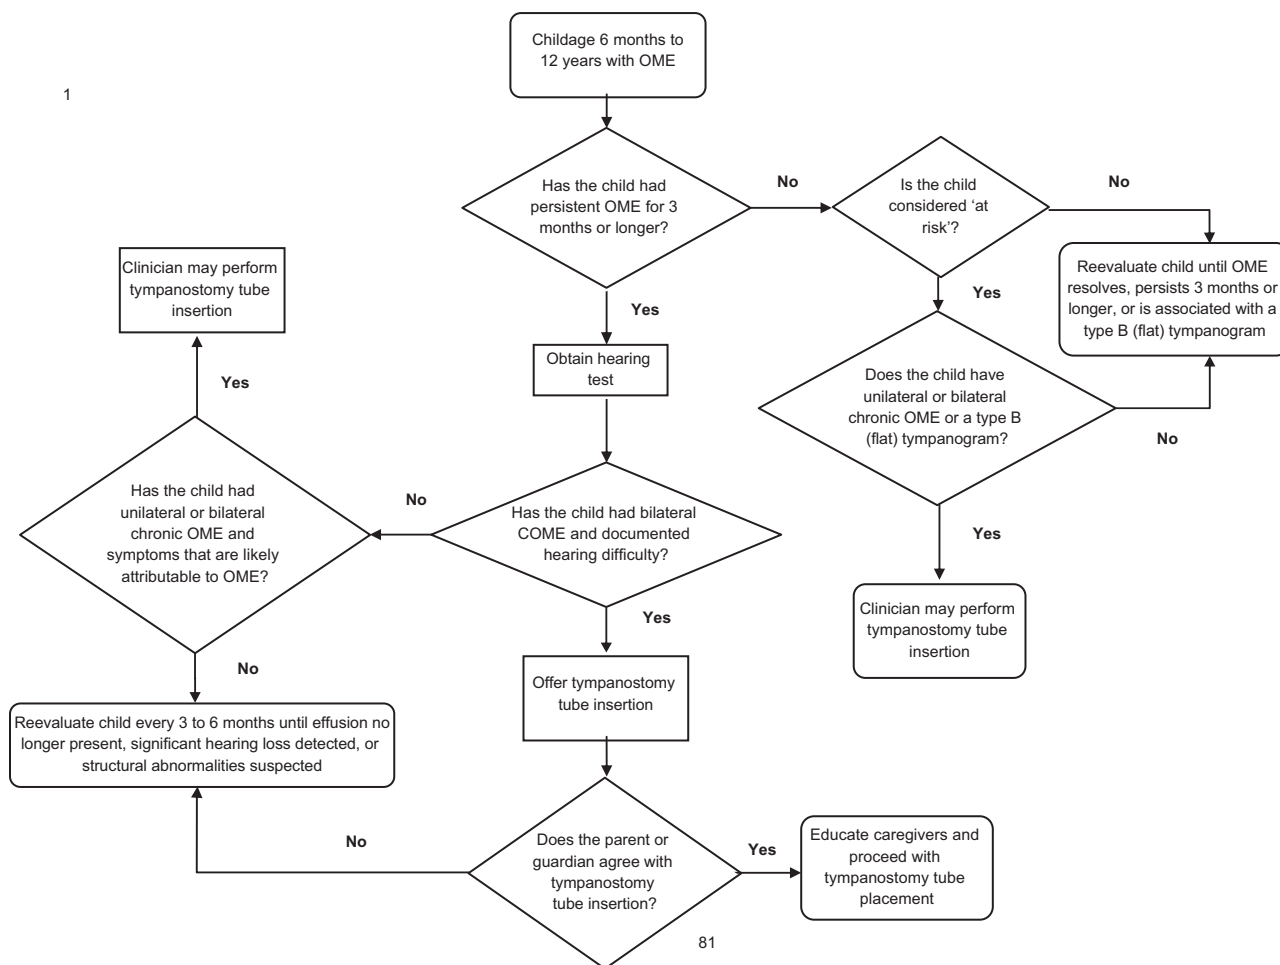 Childage 6 months to
12 years with OME
1
Has the child had
persistent OME for 3
months or longer?
No
Is the child
considered ‘at
risk’?
No
Reevaluate child until OME
resolves, persists 3 months or
longer, or is associated with a
type B (flat) tympanogram
Yes
Does the child have
unilateral or bilateral
chronic OME or a type B
(flat) tympanogram?
No
Yes
Clinician may perform
tympanostomy tube
insertion
Yes
Obtain hearing
test
Has the child had bilateral
COME and documented
hearing difficulty?
No
Has the child had
unilateral or bilateral
chronic OME and
symptoms that are likely
attributable to OME?
Yes
Clinician may perform
tympanostomy tube
insertion
No
Reevaluate child every 3 to 6 months until effusion no
longer present, significant hearing loss detected, or
structural abnormalities suspected
Yes
Offer tympanostomy
tube insertion
Does the parent or
guardian agree with
tympanostomy
tube insertion?
No
Yes
Educate caregivers and
proceed with
tympanostomy tube
placement
81